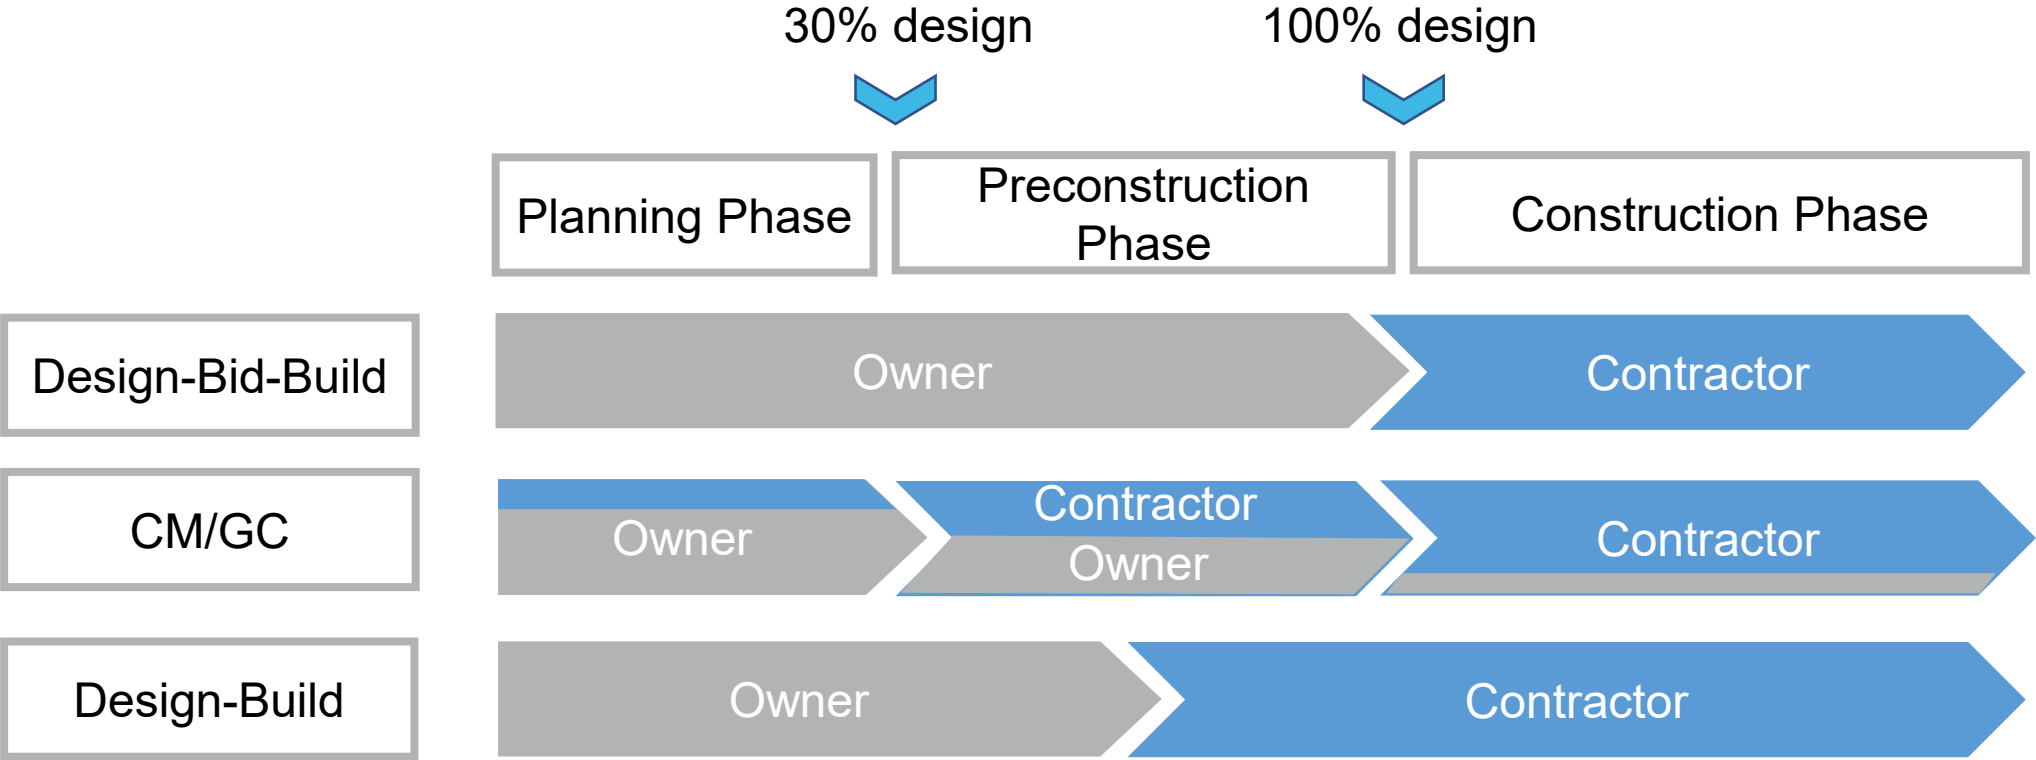 30% design
100% design
Planning Phase
Preconstruction
Phase
Construction Phase
Design-Bid-Build
Owner
Contractor
CM/GC
Owner
Contractor
Owner
Contractor
Design-Build
Owner
Contractor